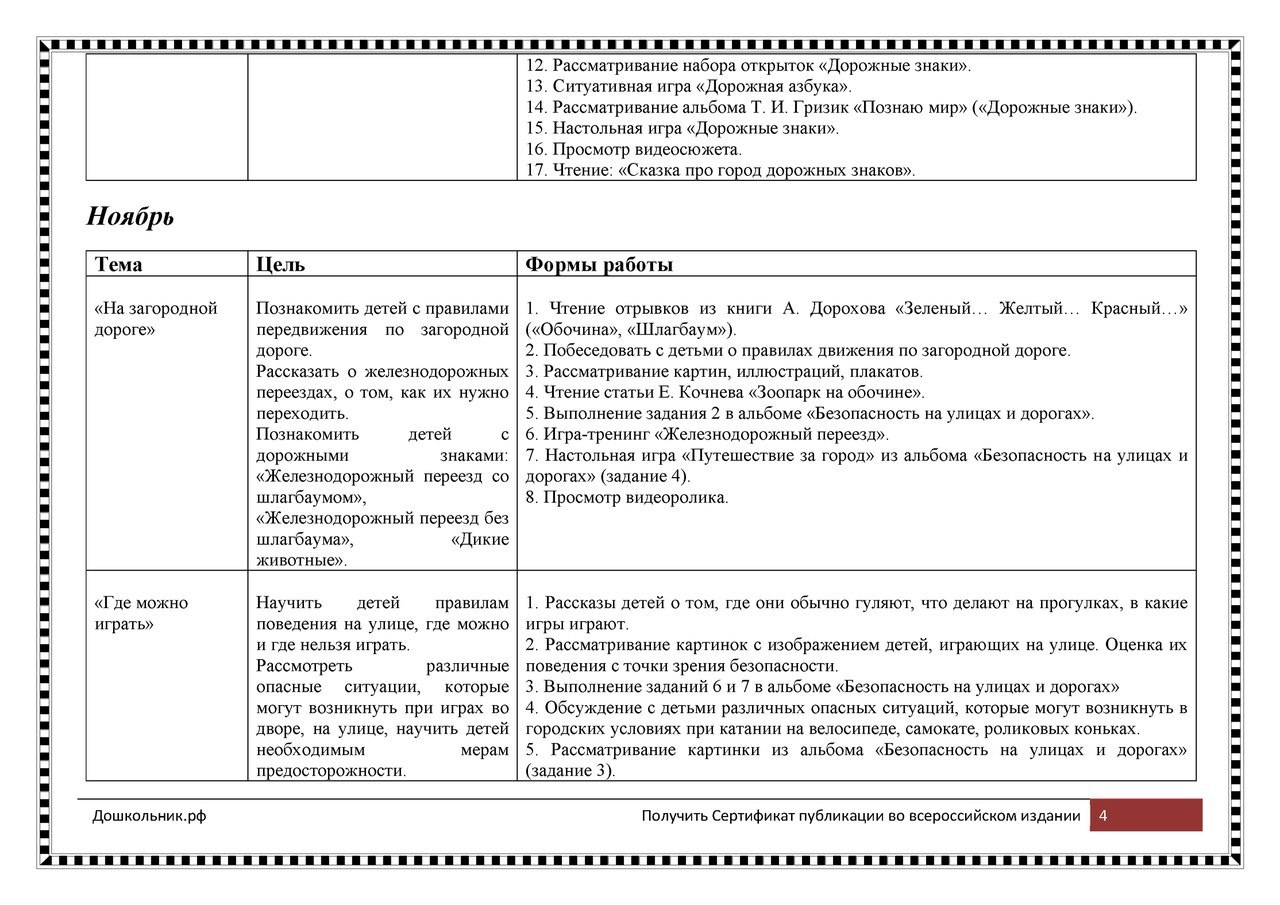 12. Рассматривание набора открыток «Дорожные знаки».
13. Ситуативная игра «Дорожная азбука».
14. Рассматривание альбома Т. И. Гризик «Познаю мир» («Дорожные знаки»).
15. Настольная игра «Дорожные знаки».
16. Просмотр видеосюжета.
17. Чтение: «Сказка про город дорожных знаков».
Ноябрь
Тема
Цель
Формы работы
«На загородной
дороге»
Познакомить детей с правилами
передвижения по загородной
дороге.
Рассказать о железнодорожных
переездах, о том, как их нужно
переходить.
Познакомить детей с
дорожными знаками:
«Железнодорожный переезд со
шлагбаумом»,
«Железнодорожный переезд без
шлагбаума», «Дикие
животные».
1. Чтение отрывков из книги А. Дорохова «Зеленый… Желтый… Красный…»
(«Обочина», «Шлагбаум»).
2. Побеседовать с детьми о правилах движения по загородной дороге.
3. Рассматривание картин, иллюстраций, плакатов.
4. Чтение статьи Е. Кочнева «Зоопарк на обочине».
5. Выполнение задания 2 в альбоме «Безопасность на улицах и дорогах».
6. Игра-тренинг «Железнодорожный переезд».
7. Настольная игра «Путешествие за город» из альбома «Безопасность на улицах и
дорогах» (задание 4).
8. Просмотр видеоролика.
«Где можно
играть»
Научить детей правилам
поведения на улице, где можно
и где нельзя играть.
Рассмотреть различные
опасные ситуации, которые
могут возникнуть при играх во
дворе, на улице, научить детей
необходимым мерам
предосторожности.
1. Рассказы детей о том, где они обычно гуляют, что делают на прогулках, в какие
игры играют.
2. Рассматривание картинок с изображением детей, играющих на улице. Оценка их
поведения с точки зрения безопасности.
3. Выполнение заданий 6 и 7 в альбоме «Безопасность на улицах и дорогах»
4. Обсуждение с детьми различных опасных ситуаций, которые могут возникнуть в
городских условиях при катании на велосипеде, самокате, роликовых коньках.
5. Рассматривание картинки из альбома «Безопасность на улицах и дорогах»
(задание 3).
Дошкольник.рф
Получить Сертификат публикации во всероссийском издании 4